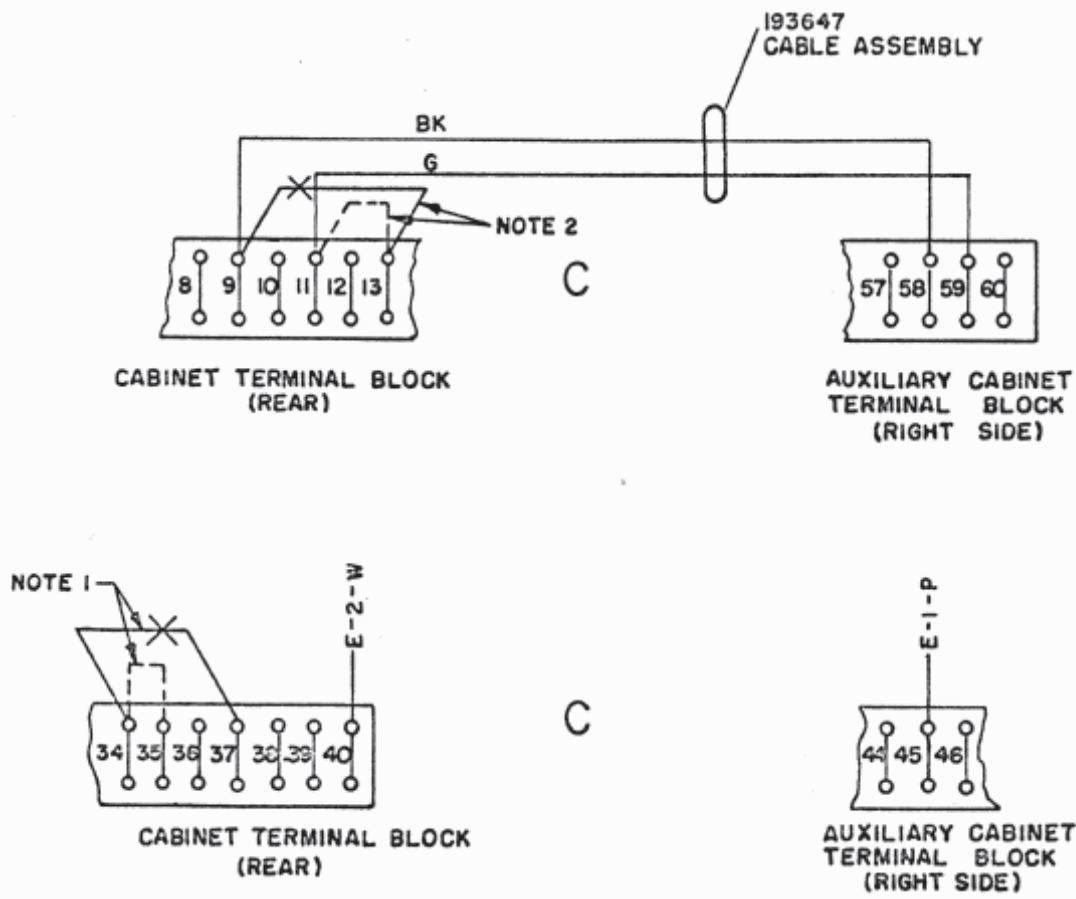 193647
CABLE ASSEMBLY
BK
G
NOTE 2
8 9 10 11 12 13
C
57 58 59 60
CABINET TERMINAL BLOCK
(REAR)
AUXILIARY CABINET
TERMINAL BLOCK
(RIGHT SIDE)
NOTE 1
E-2-W
E-1-P
34 35 36 37 38 39 40
C
44 45 46
CABINET TERMINAL BLOCK
(REAR)
AUXILIARY CABINET
TERMINAL BLOCK
(RIGHT SIDE)